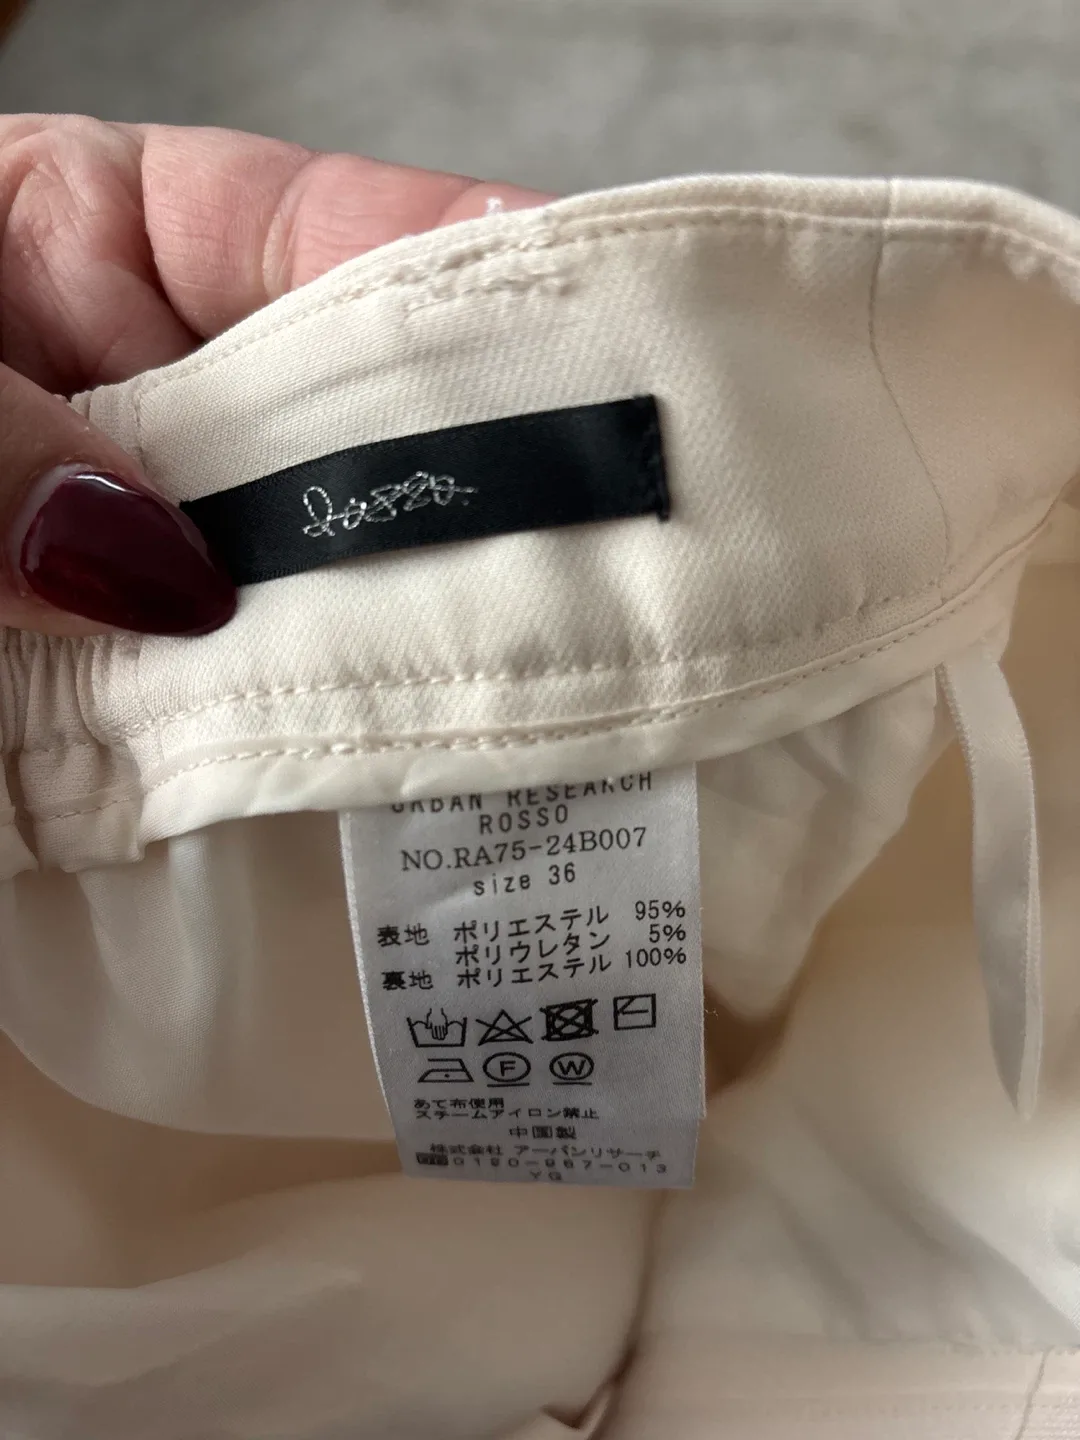 Rosso.
URBAN RESEARCH
ROSSO
NO.RA75-24B007
size 36
表地 ポリエステル 95%
ポリウレタン 5%
裏地 ポリエステル 100%
F W
あて布使用
スチームアイロン禁止
中国製
株式会社 アーバンリサーチ
0120-967-013
YG